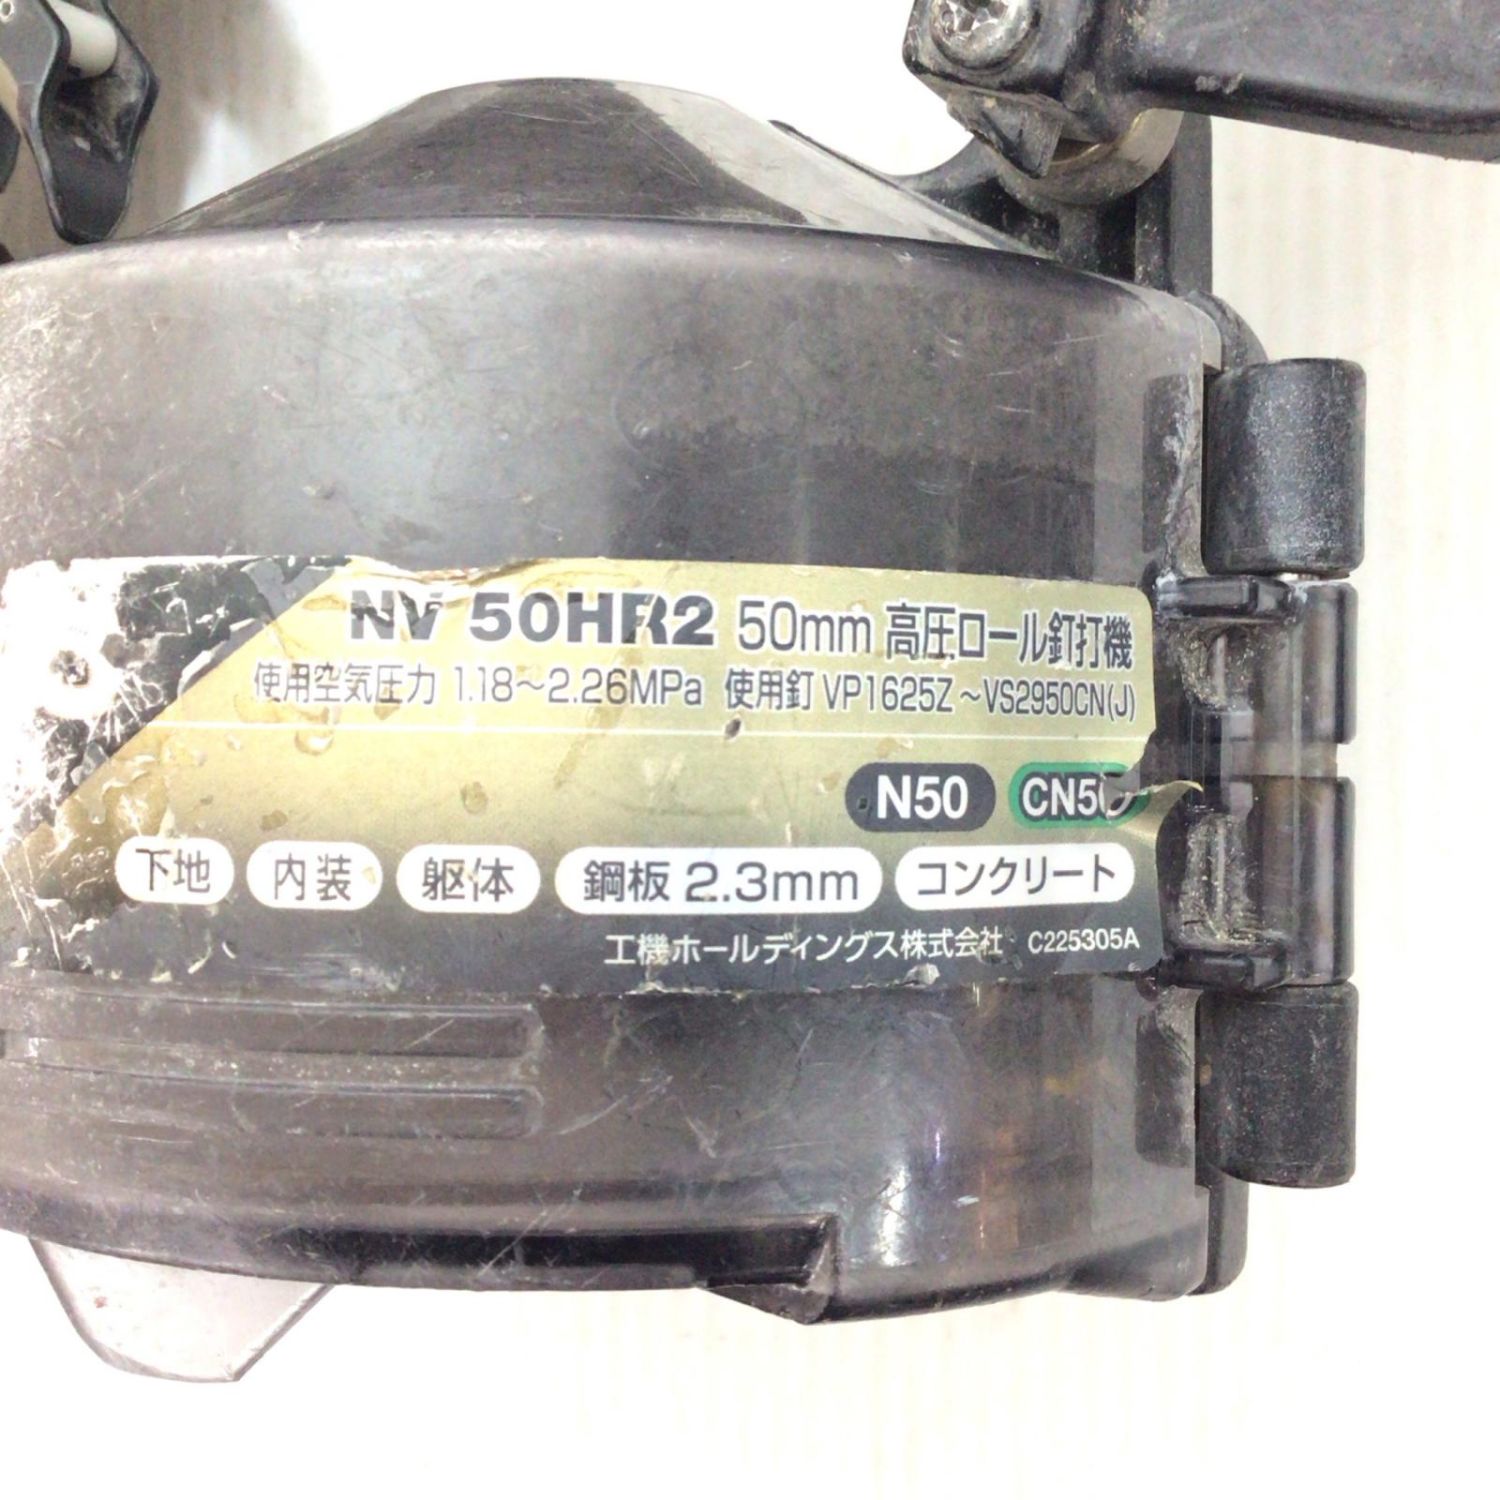 NV 50HR2 50mm 高圧ロール釘打機
使用空気圧力 1.18～2.26MPa 使用釘 VP1625Z～VS2950CN(J)
N50 CN50
下地 内装 躯体 鋼板 2.3mm コンクリート
工機ホールディングス株式会社 C225305A